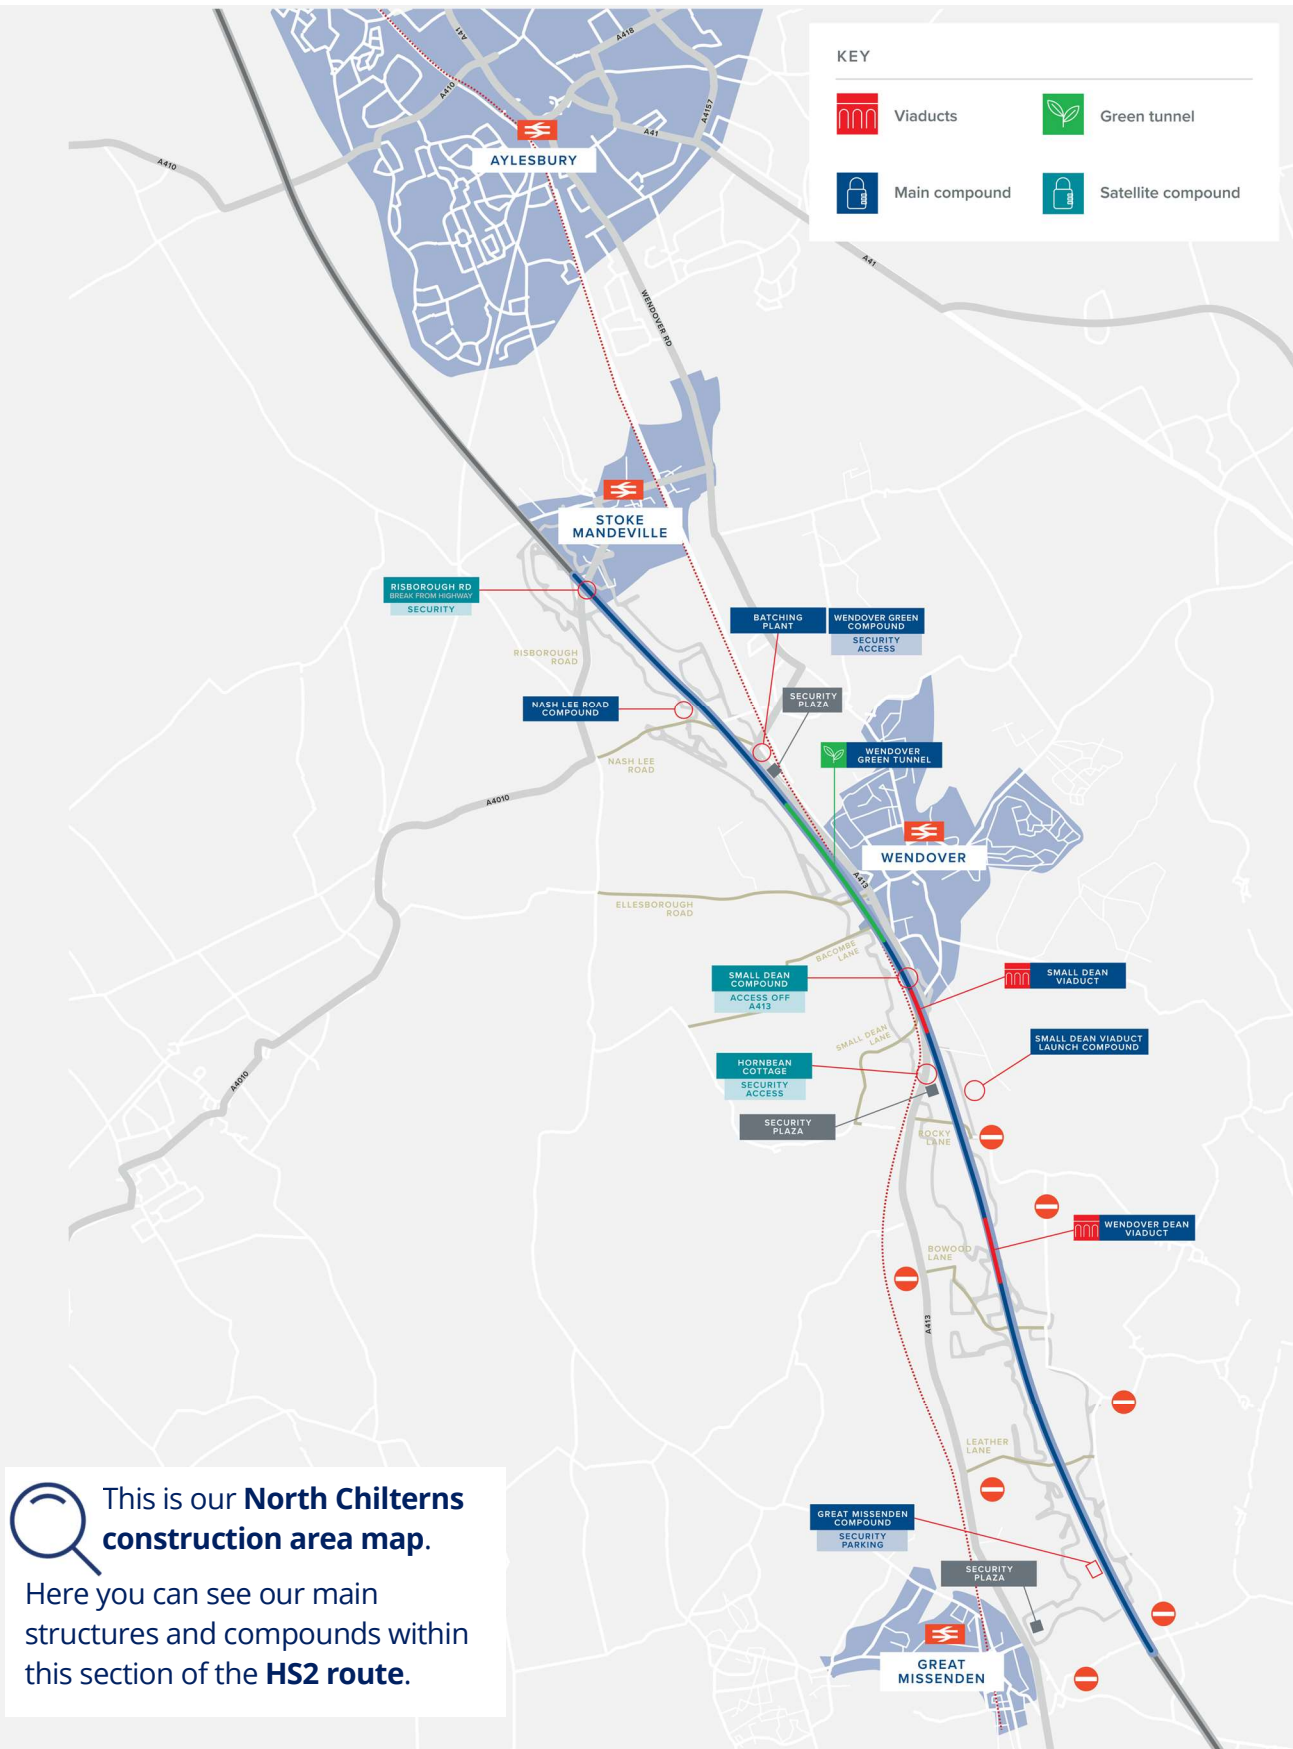 KEY
Viaducts
Green tunnel
Main compound
Satellite compound
A41
A418
A410
A4157
A41
A410
AYLESBURY
A41
WENDOVER RD
STOKE
MANDEVILLE
RISBOROUGH RD
BREAK FROM HIGHWAY
SECURITY
BATCHING
PLANT
WENDOVER GREEN
COMPOUND
SECURITY
ACCESS
RISBOROUGH
ROAD
NASH LEE ROAD
COMPOUND
SECURITY
PLAZA
NASH LEE
ROAD
WENDOVER
GREEN TUNNEL
A4010
WENDOVER
A413
ELLESBOROUGH
ROAD
BACOMBE
LANE
SMALL DEAN
COMPOUND
ACCESS OFF
A413
SMALL DEAN
VIADUCT
SMALL DEAN
LANE
SMALL DEAN VIADUCT
LAUNCH COMPOUND
HORNBEAN
COTTAGE
SECURITY
ACCESS
A4010
SECURITY
PLAZA
ROCKY
LANE
WENDOVER DEAN
VIADUCT
BOWOOD
LANE
A413
LEATHER
LANE
GREAT MISSENDEN
COMPOUND
SECURITY
PARKING
SECURITY
PLAZA
GREAT
MISSENDEN
This is our North Chilterns
construction area map.
Here you can see our main
structures and compounds within
this section of the HS2 route.